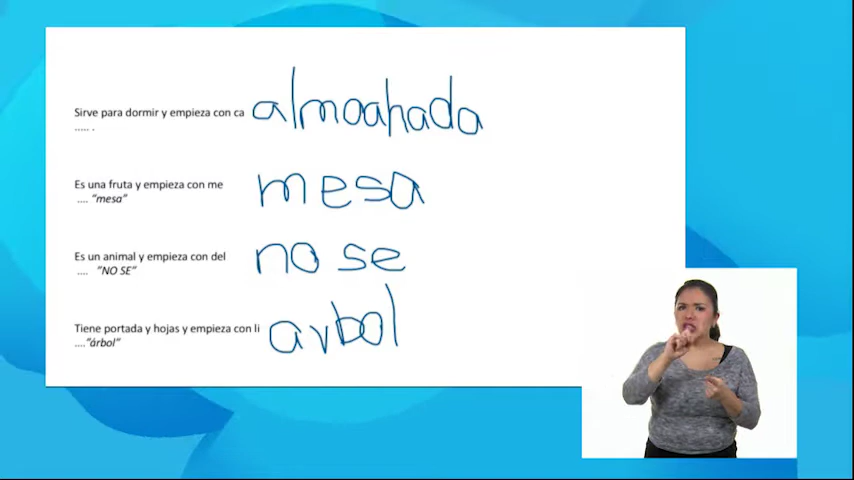 Sirve para dormir y empieza con ca almoahada
..... .
Es una fruta y empieza con me mesa
.... "mesa"
Es un animal y empieza con del no se
.... "NO SE"
Tiene portada y hojas y empieza con li arbol
...."árbol"